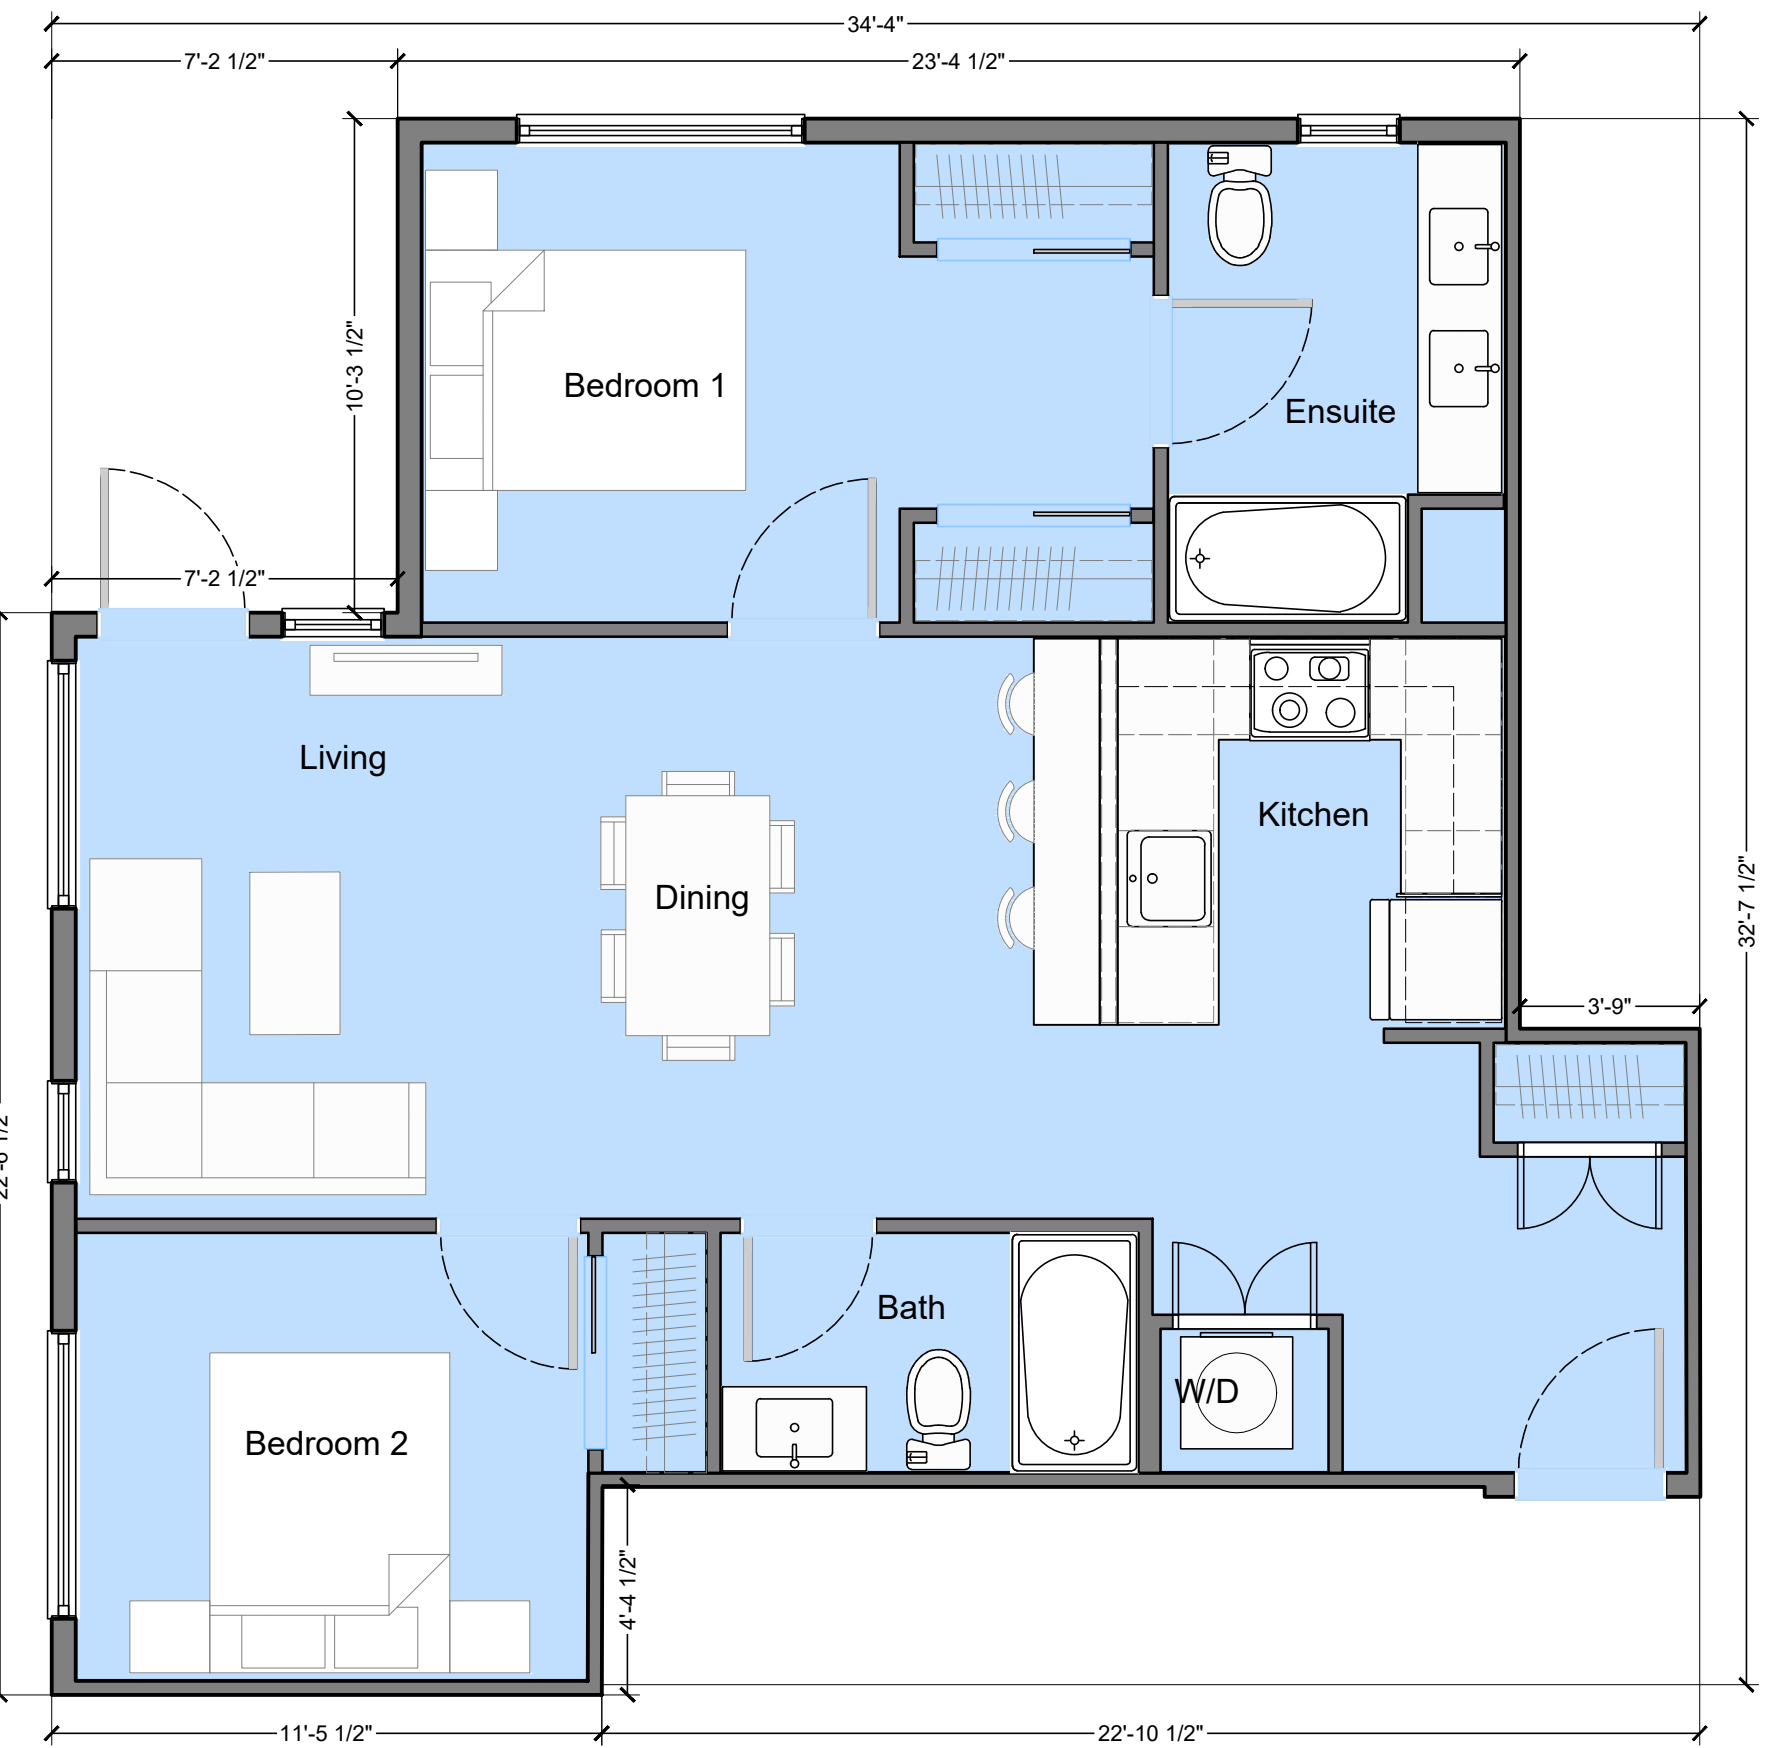 34'-4"
7'-2 1/2"
23'-4 1/2"
10'-3 1/2"
Bedroom 1
Ensuite
7'-2 1/2"
Living
Kitchen
Dining
32'-7 1/2"
3'-9"
Bath
W/D
Bedroom 2
4'-4 1/2"
11'-5 1/2"
22'-10 1/2"